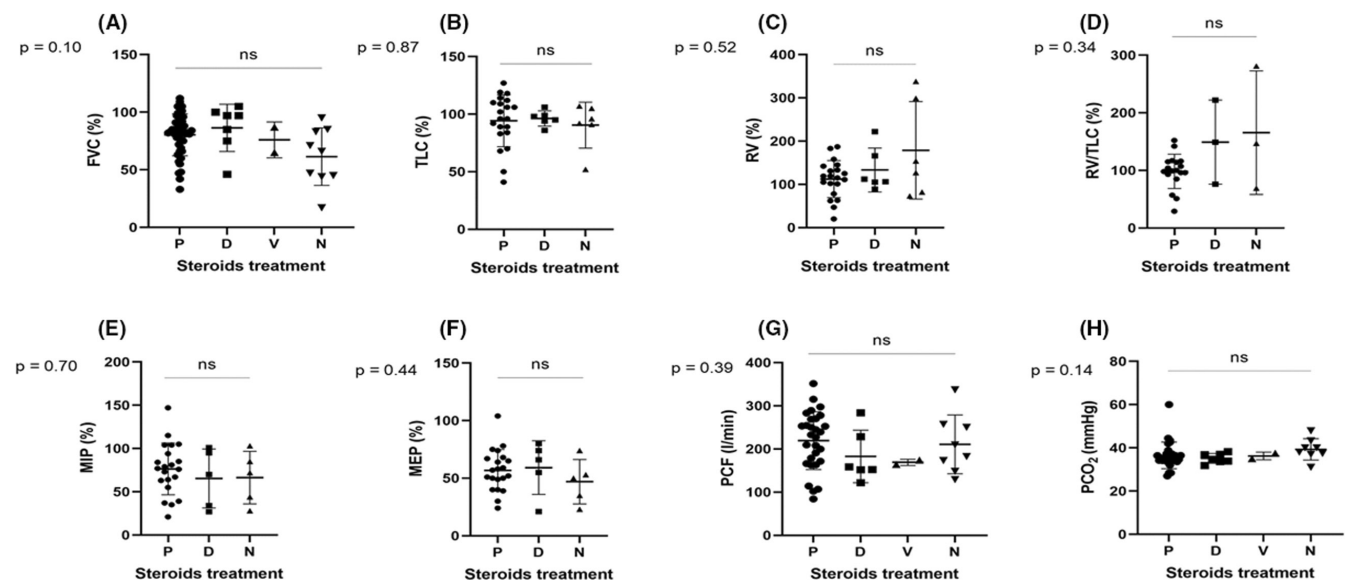 (A)
p = 0.10
ns
150
100
50
0
FVC (%)
P D V N
Steroids treatment
(B)
p = 0.87
ns
150
100
50
0
TLC (%)
P D N
Steroids treatment
(C)
p = 0.52
ns
400
300
200
100
0
RV (%)
P D N
Steroids treatment
(D)
p = 0.34
ns
300
200
100
0
RV/TLC (%)
P D N
Steroids treatment
(E)
p = 0.70
ns
200
150
100
50
0
MIP (%)
P D N
Steroids treatment
(F)
p = 0.44
ns
150
100
50
0
MEP (%)
P D N
Steroids treatment
(G)
p = 0.39
ns
400
300
200
100
0
PCF (l/min)
P D V N
Steroids treatment
(H)
p = 0.14
ns
80
60
40
20
0
PCO₂ (mmHg)
P D V N
Steroids treatment